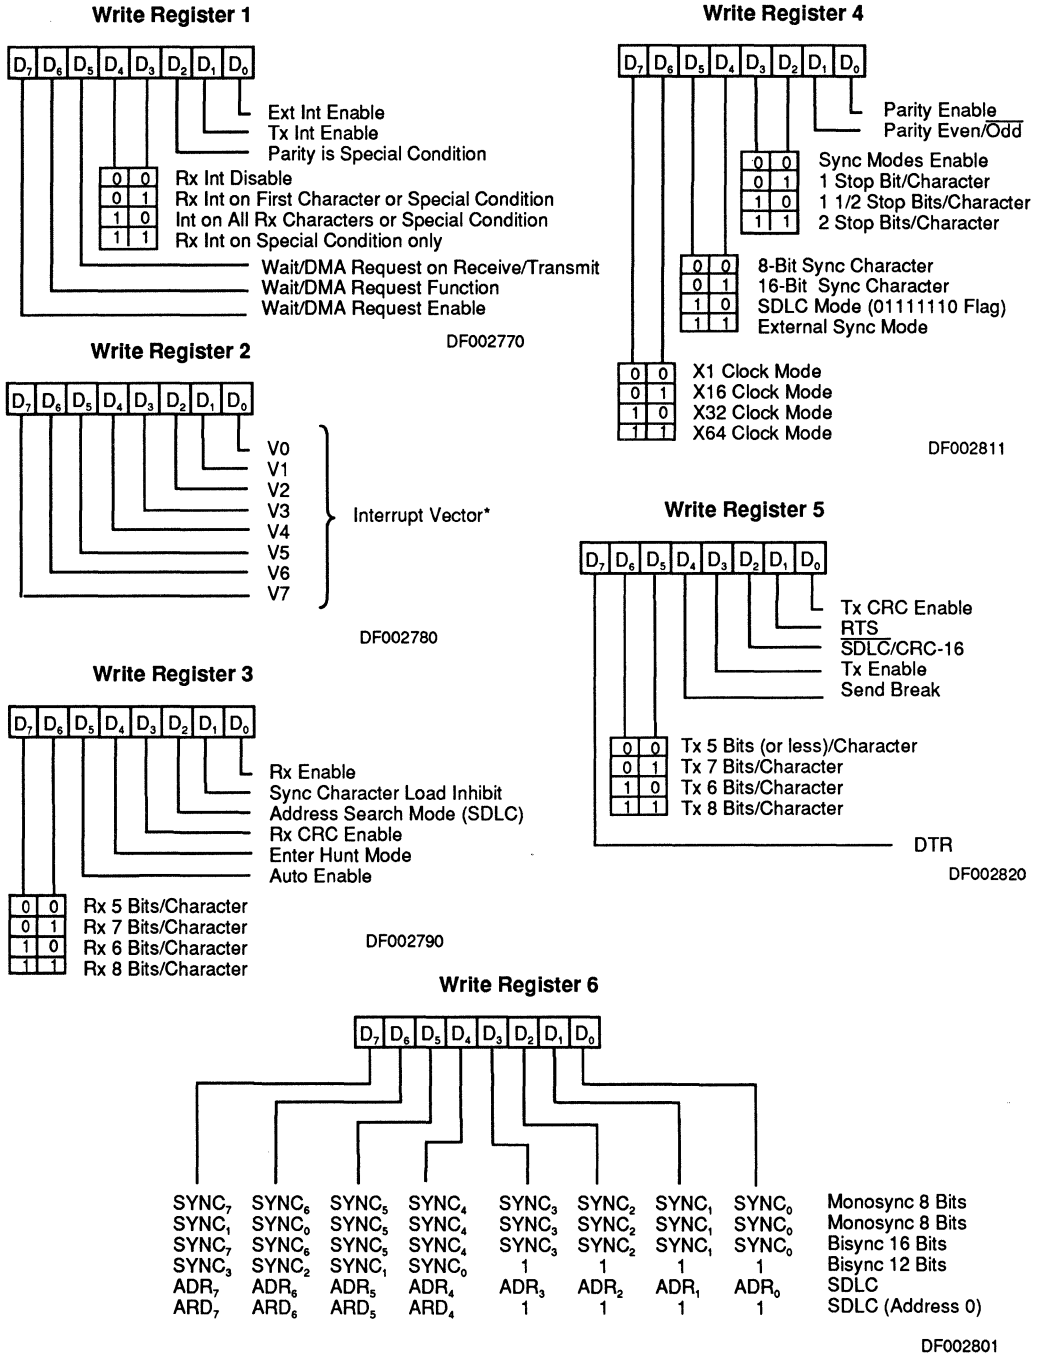 Write Register 1
D7 D6 D5 D4 D3 D2 D1 D0
Ext Int Enable
Tx Int Enable
Parity is Special Condition
0 0 Rx Int Disable
0 1 Rx Int on First Character or Special Condition
1 0 Int on All Rx Characters or Special Condition
1 1 Rx Int on Special Condition only
Wait/DMA Request on Receive/Transmit
Wait/DMA Request Function
Wait/DMA Request Enable
DF002770
Write Register 2
D7 D6 D5 D4 D3 D2 D1 D0
V0
V1
V2
V3
V4
V5
V6
V7
Interrupt Vector*
DF002780
Write Register 3
D7 D6 D5 D4 D3 D2 D1 D0
Rx Enable
Sync Character Load Inhibit
Address Search Mode (SDLC)
Rx CRC Enable
Enter Hunt Mode
Auto Enable
0 0 Rx 5 Bits/Character
0 1 Rx 7 Bits/Character
1 0 Rx 6 Bits/Character
1 1 Rx 8 Bits/Character
DF002790
Write Register 4
D7 D6 D5 D4 D3 D2 D1 D0
Parity Enable
Parity Even/Odd
0 0 Sync Modes Enable
0 1 1 Stop Bit/Character
1 0 1 1/2 Stop Bits/Character
1 1 2 Stop Bits/Character
0 0 8-Bit Sync Character
0 1 16-Bit Sync Character
1 0 SDLC Mode (01111110 Flag)
1 1 External Sync Mode
0 0 X1 Clock Mode
0 1 X16 Clock Mode
1 0 X32 Clock Mode
1 1 X64 Clock Mode
DF002811
Write Register 5
D7 D6 D5 D4 D3 D2 D1 D0
Tx CRC Enable
RTS
SDLC/CRC-16
Tx Enable
Send Break
0 0 Tx 5 Bits (or less)/Character
0 1 Tx 7 Bits/Character
1 0 Tx 6 Bits/Character
1 1 Tx 8 Bits/Character
DTR
DF002820
Write Register 6
D7 D6 D5 D4 D3 D2 D1 D0
SYNC7 SYNC6 SYNC5 SYNC4 SYNC3 SYNC2 SYNC1 SYNC0 Monosync 8 Bits
SYNC1 SYNC0 SYNC5 SYNC4 SYNC3 SYNC2 SYNC1 SYNC0 Monosync 8 Bits
SYNC7 SYNC6 SYNC5 SYNC4 SYNC3 SYNC2 SYNC1 SYNC0 Bisync 16 Bits
SYNC3 SYNC2 SYNC1 SYNC0 1 1 1 1 Bisync 12 Bits
ADR7 ADR6 ADR5 ADR4 ADR3 ADR2 ADR1 ADR0 SDLC
ARD7 ARD6 ARD5 ARD4 1 1 1 1 SDLC (Address 0)
DF002801